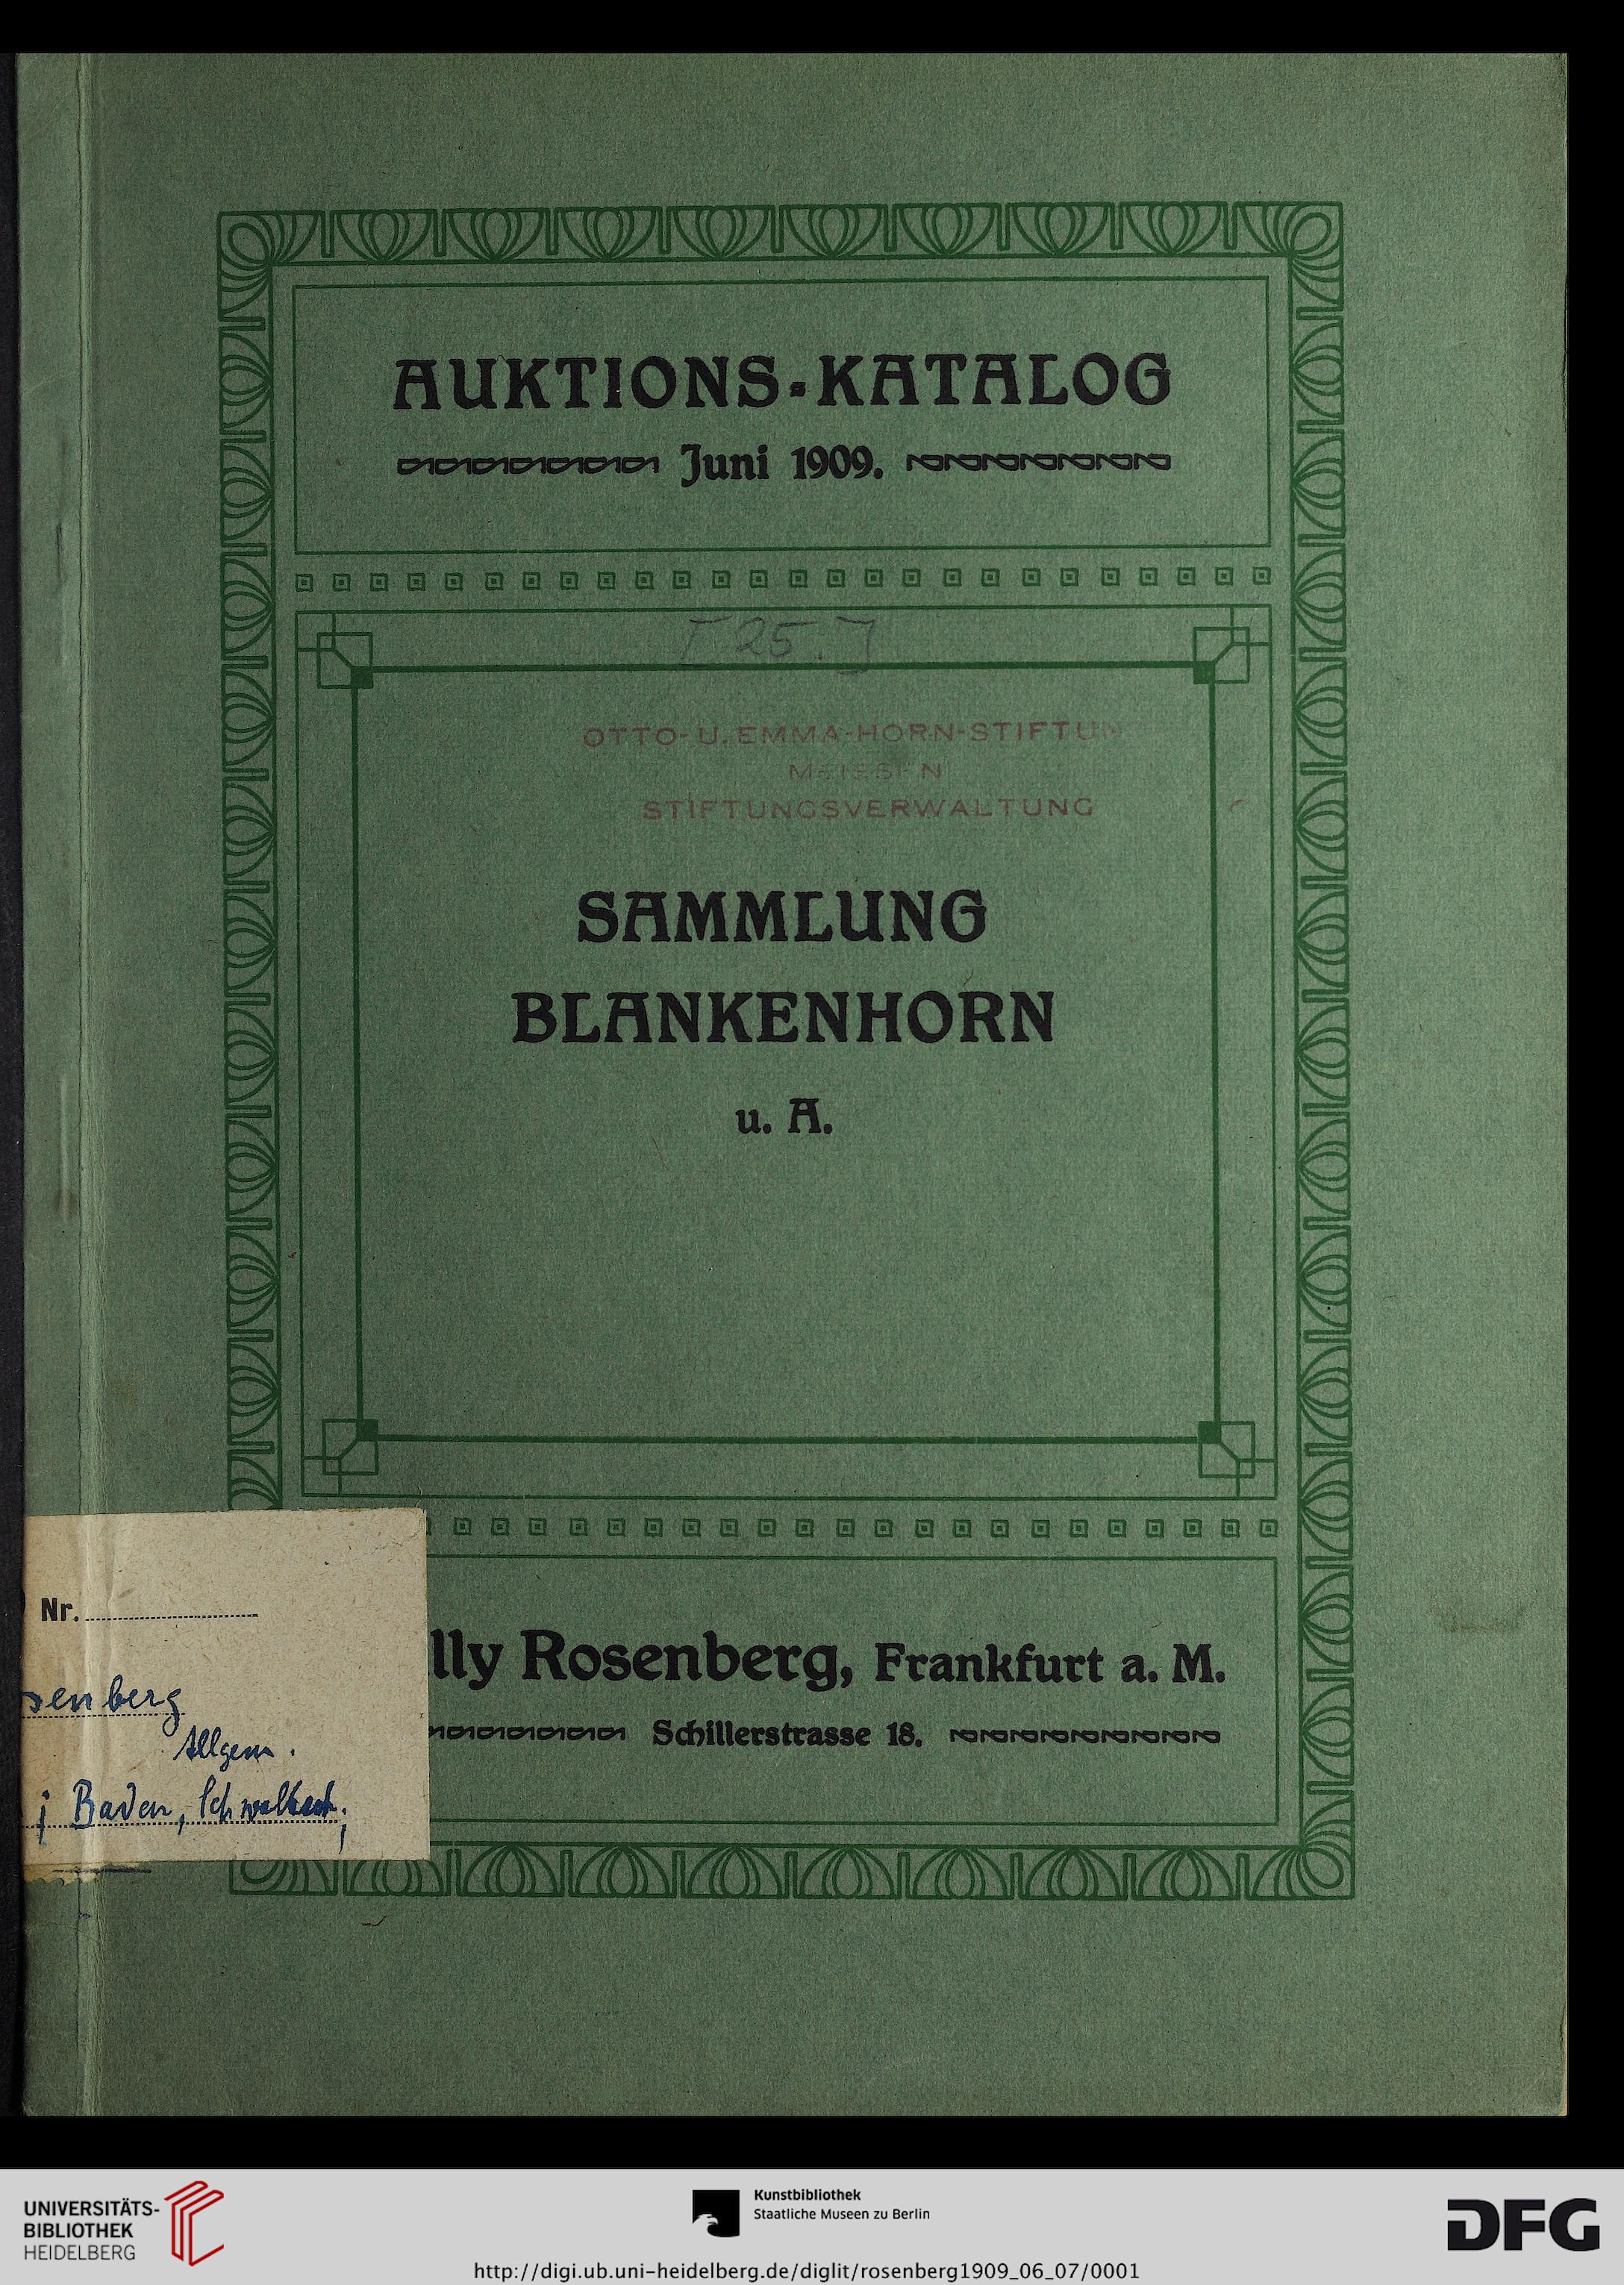 AUKTIONS-KATALOG
Juni 1909.
[25.]
OTTO- U. EMMA-HORN-STIFTUN
MEISSEN
STIFTUNGSVERWALTUNG
SAMMLUNG
BLANKENHORN
u. A.
Nr.
senberg
Allgem.
; Baden,
lly Rosenberg, Frankfurt a. M.
Schillerstrasse 18.
UNIVERSITÄTS-
BIBLIOTHEK
HEIDELBERG
Kunstbibliothek
Staatliche Museen zu Berlin
DFG
http://digi.ub.uni-heidelberg.de/diglit/rosenberg1909_06_07/0001